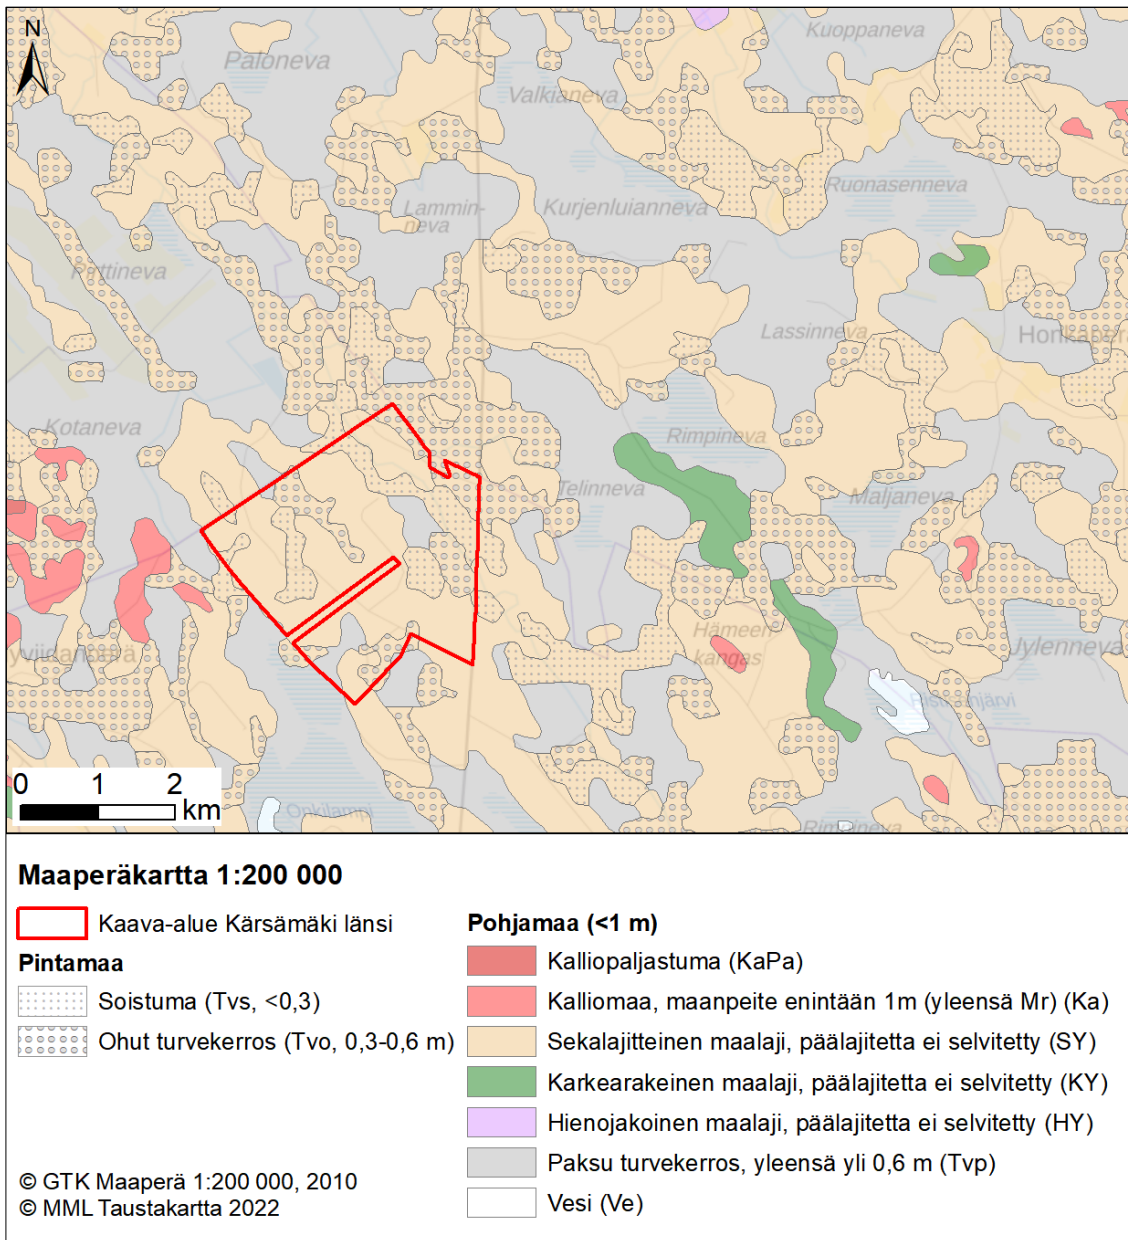 N
Paloneva
Kuoppaneva
Valkianeva
Ruonasenneva
Lammin-
neva
Kurjenluianneva
Pirttineva
Lassinneva
Honkaperä
Kotaneva
Rimpineva
Telinneva
Maljaneva
Hämeen
kangas
Jylenneva
Onkilampi
Rimpineva
0 1 2
km
Maaperäkartta 1:200 000
Kaava-alue Kärsämäki länsi
Pintamaa
Soistuma (Tvs, <0,3)
Ohut turvekerros (Tvo, 0,3-0,6 m)
Pohjamaa (<1 m)
Kalliopaljastuma (KaPa)
Kalliomaa, maanpeite enintään 1m (yleensä Mr) (Ka)
Sekalajitteinen maalaji, päälajitetta ei selvitetty (SY)
Karkearakeinen maalaji, päälajitetta ei selvitetty (KY)
Hienojakoinen maalaji, päälajitetta ei selvitetty (HY)
Paksu turvekerros, yleensä yli 0,6 m (Tvp)
Vesi (Ve)
© GTK Maaperä 1:200 000, 2010
© MML Taustakartta 2022